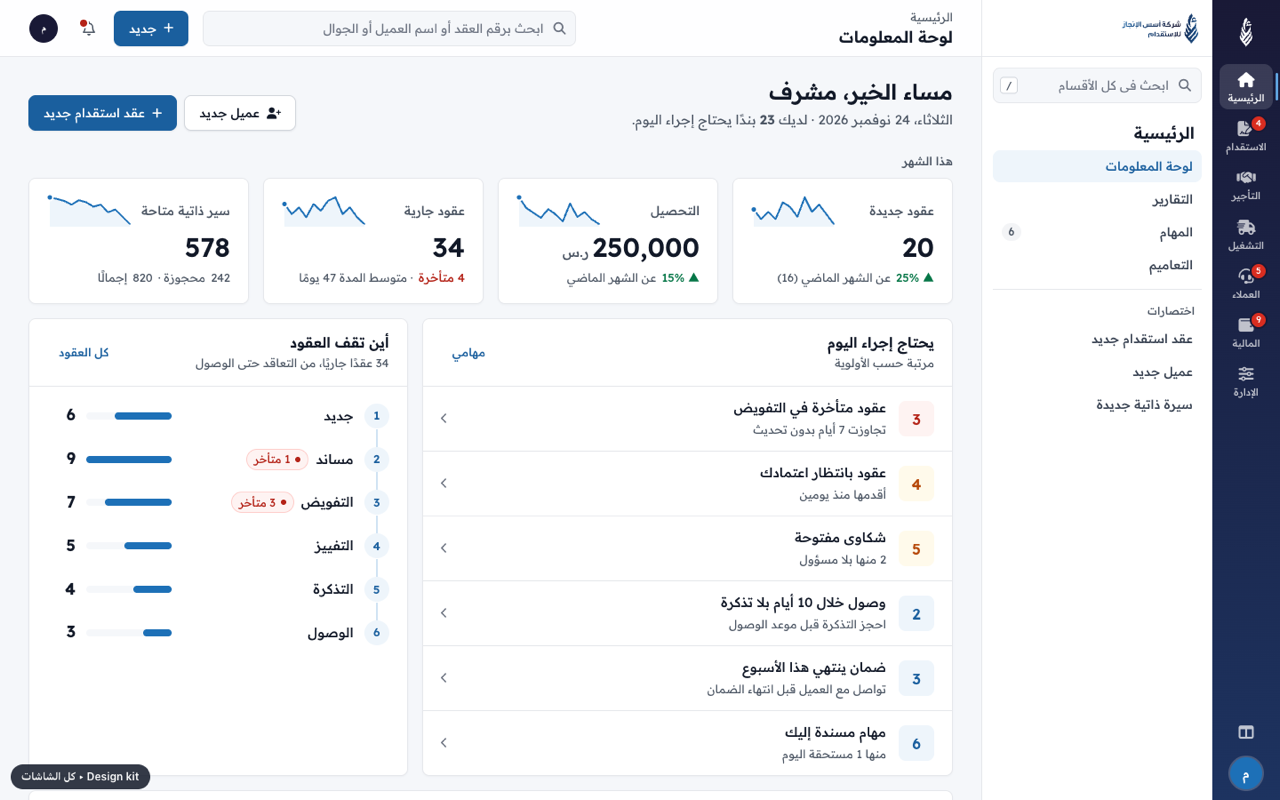 شركة أسس الإنجاز
للاستقدام
الرئيسية
4
الاستقدام
التأجير
التشغيل
5
العملاء
9
المالية
الإدارة
م
ابحث في كل الأقسام
/
الرئيسية
لوحة المعلومات
التقارير
المهام
6
التعاميم
اختصارات
عقد استقدام جديد
عميل جديد
سيرة ذاتية جديدة
الرئيسية
لوحة المعلومات
ابحث برقم العقد أو اسم العميل أو الجوال
+ جديد
م
مساء الخير، مشرف
الثلاثاء، 24 نوفمبر 2026 · لديك 23 بندًا يحتاج إجراء اليوم.
عميل جديد
+ عقد استقدام جديد
هذا الشهر
عقود جديدة
20
▲ 25% عن الشهر الماضي (16)
التحصيل
250,000 ر.س
▲ 15% عن الشهر الماضي
عقود جارية
34
4 متأخرة · متوسط المدة 47 يومًا
سير ذاتية متاحة
578
242 محجوزة · 820 إجمالًا
يحتاج إجراء اليوم
مرتبة حسب الأولوية
مهامي
3
عقود متأخرة في التفويض
تجاوزت 7 أيام بدون تحديث
4
عقود بانتظار اعتمادك
أقدمها منذ يومين
5
شكاوى مفتوحة
2 منها بلا مسؤول
2
وصول خلال 10 أيام بلا تذكرة
احجز التذكرة قبل موعد الوصول
3
ضمان ينتهي هذا الأسبوع
تواصل مع العميل قبل انتهاء الضمان
6
مهام مسندة إليك
منها 1 مستحقة اليوم
أين تقف العقود
34 عقدًا جاريًا، من التعاقد حتى الوصول
كل العقود
1 جديد 6
2 مساند • 1 متأخر 9
3 التفويض • 3 متأخر 7
4 التفييز 5
5 التذكرة 4
6 الوصول 3
Design kit • كل الشاشات